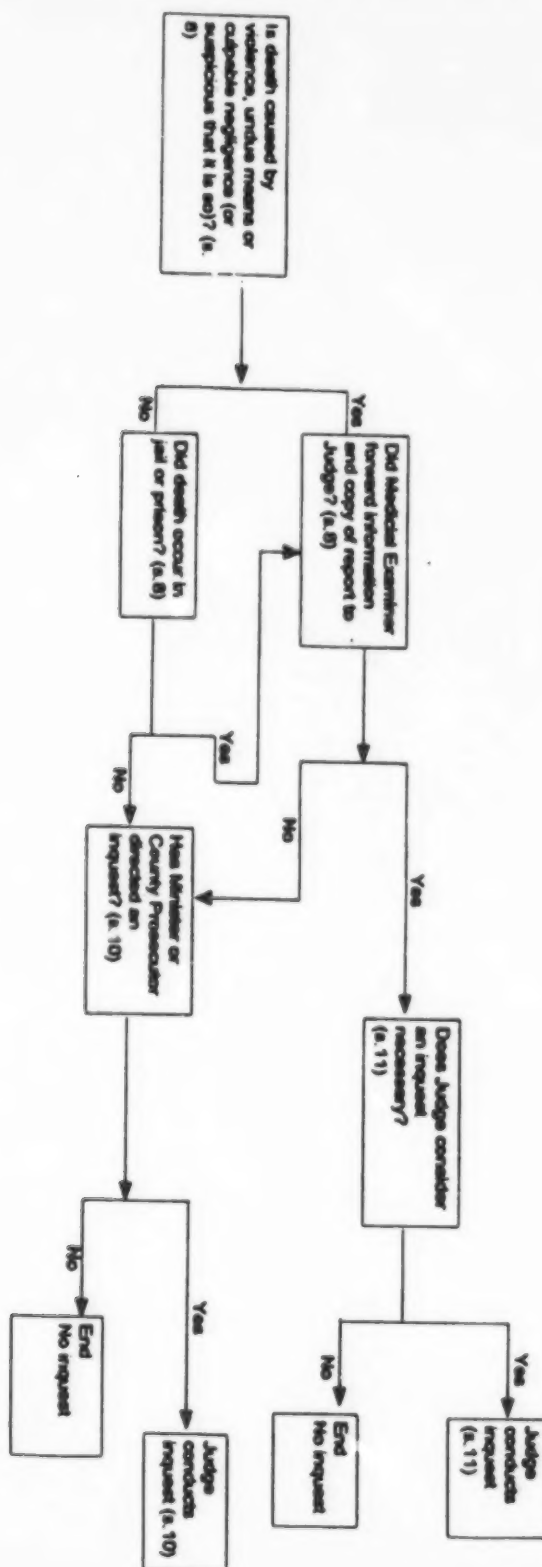 Is death caused by
violence, undue means or
culpable negligence (or
suspicious that it is so)? (s.
8)
Yes
No
Did Medicial Examiner
forward information
and copy of report to
Judge? (s.8)
Did death occur in
jail or prison? (s.8)
Yes
No
Yes
No
Does Judge consider
an inquest
necessary?
(s.11)
Has Minister or
County Prosecutor
directed an
inquest? (s.10)
Yes
No
Yes
No
Judge
conducts
inquest
(s.11)
End
No inquest
Judge
conducts
inquest (s.10)
End
No inquest